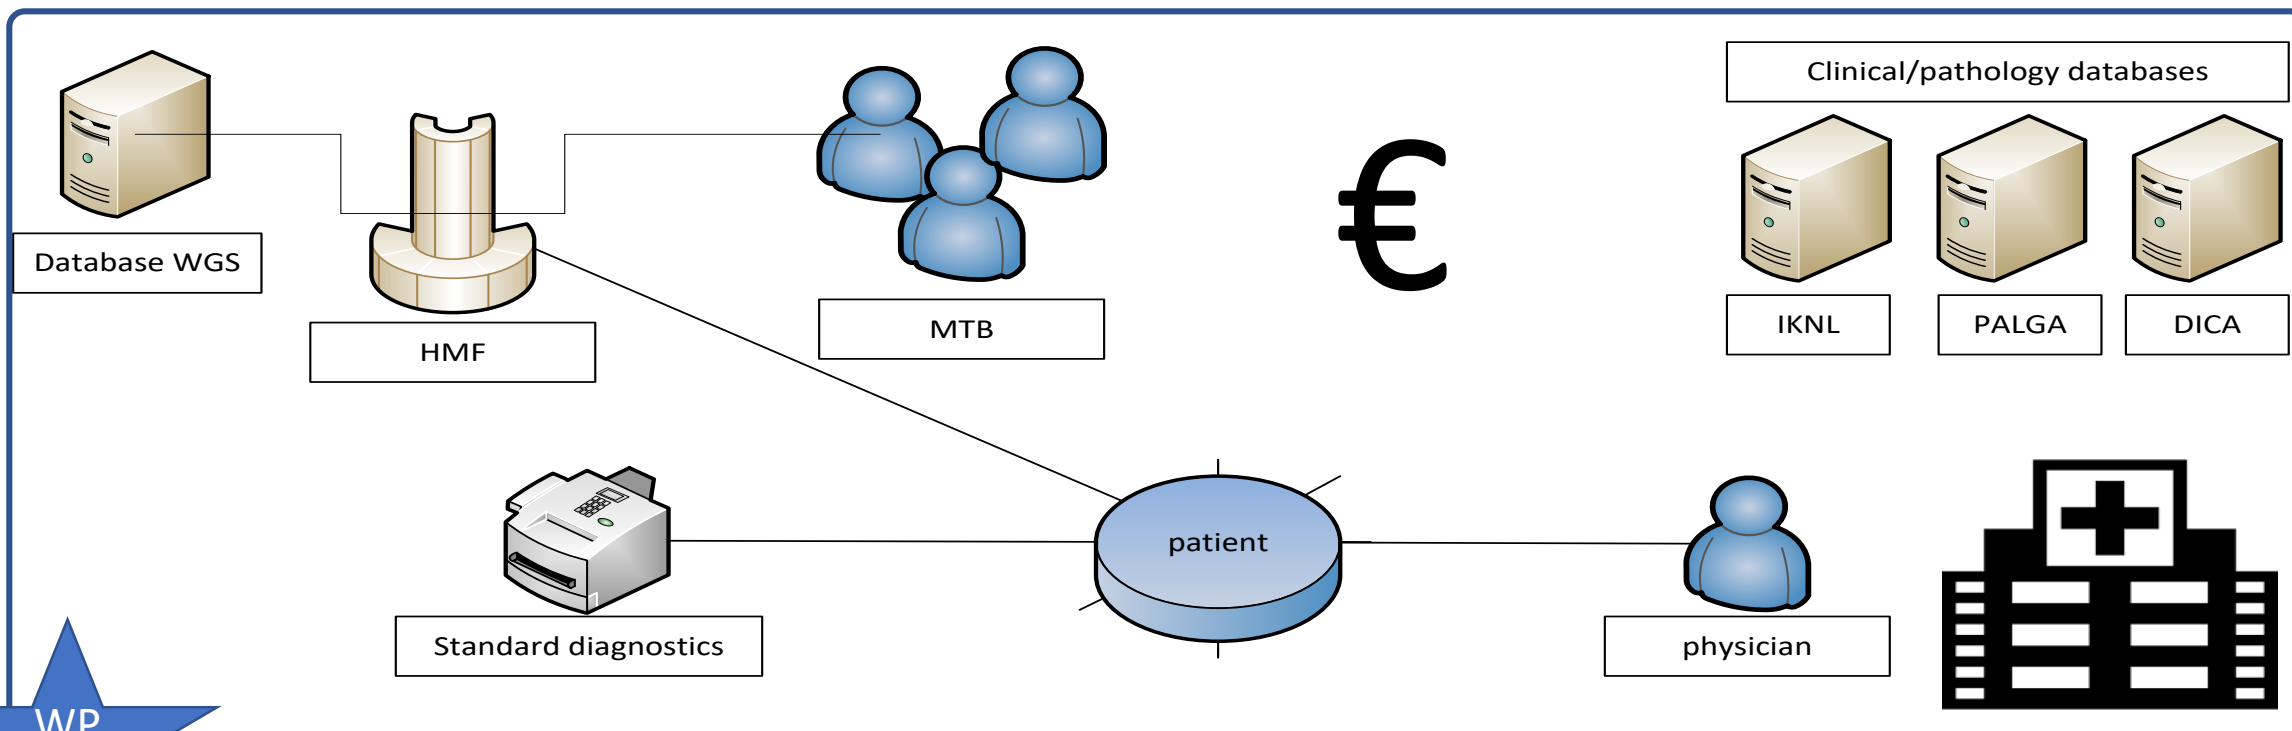 Clinical/pathology databases
Database WGS
HMF
MTB
€
IKNL
PALGA
DICA
patient
Standard diagnostics
physician
WP